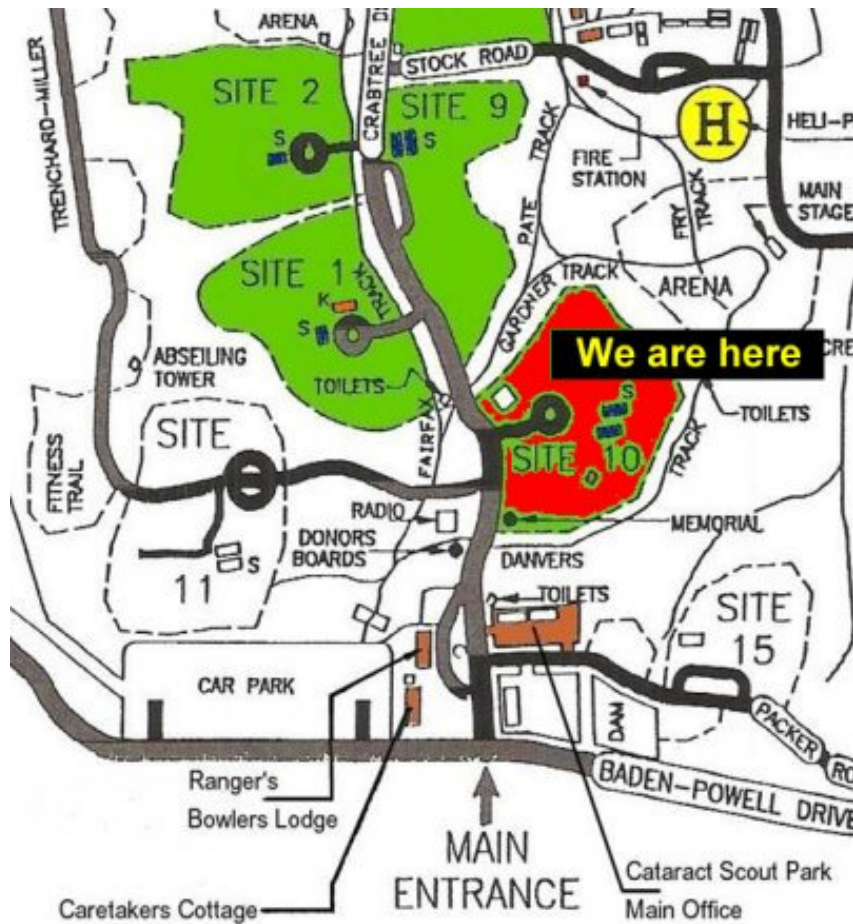 ARENA
CRABTREE D
STOCK ROAD
SITE 2
S
SITE 9
S
H
HELI-P
TRENCHARD-MILLER
TRACK
PATE
FIRE
STATION
FRY
TRACK
MAIN
STAGE
SITE 1
K
S
TRACK
GARDNER TRACK
ARENA
We are here
CRE
ABSEILING
TOWER
TOILETS
S
TOILETS
SITE
FAIRFAX
SITE 10
TRACK
FITNESS
TRAIL
RADIO
MEMORIAL
DONORS
BOARDS
DANVERS
11
S
TOILETS
SITE
15
CAR PARK
DAM
PACKER
RO
Ranger's
Bowlers Lodge
BADEN-POWELL DRIVE
MAIN
ENTRANCE
Cataract Scout Park
Main Office
Caretakers Cottage